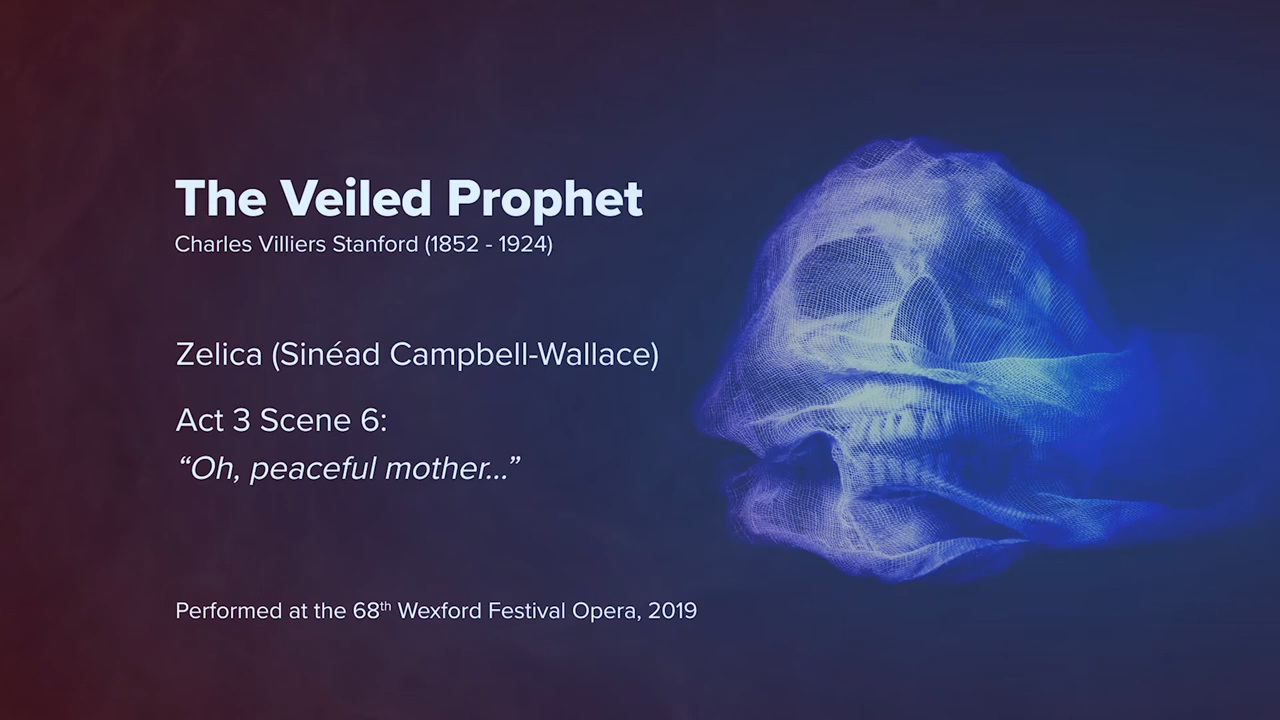 The Veiled Prophet
Charles Villiers Stanford (1852 - 1924)
Zelica (Sinéad Campbell-Wallace)
Act 3 Scene 6:
“Oh, peaceful mother...”
Performed at the 68th Wexford Festival Opera, 2019